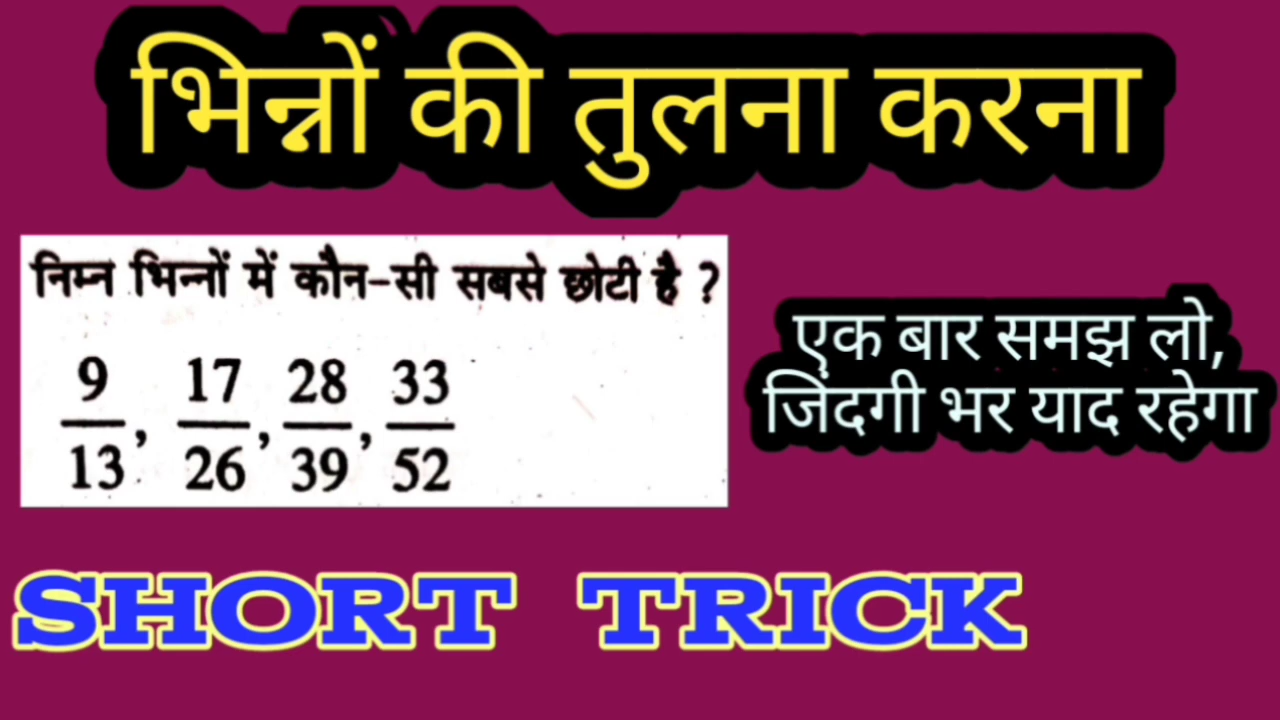 भिन्नों की तुलना करना
निम्न भिन्नों में कौन-सी सबसे छोटी है ?
9/13, 17/26, 28/39, 33/52
एक बार समझ लो,
जिंदगी भर याद रहेगा
SHORT TRICK